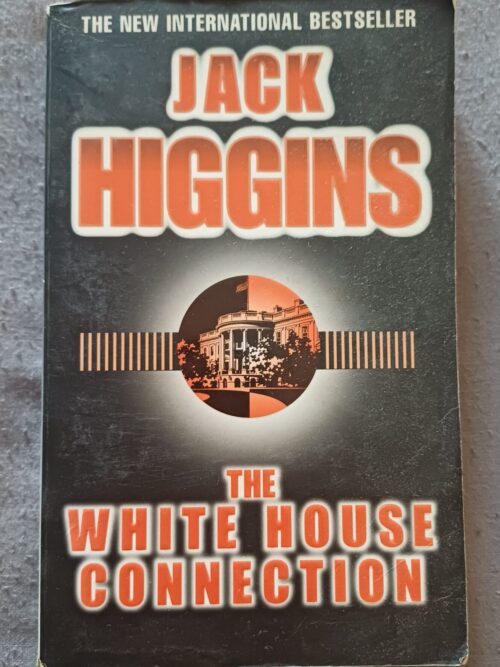 THE NEW INTERNATIONAL BESTSELLER
JACK
HIGGINS
THE
WHITE HOUSE
CONNECTION